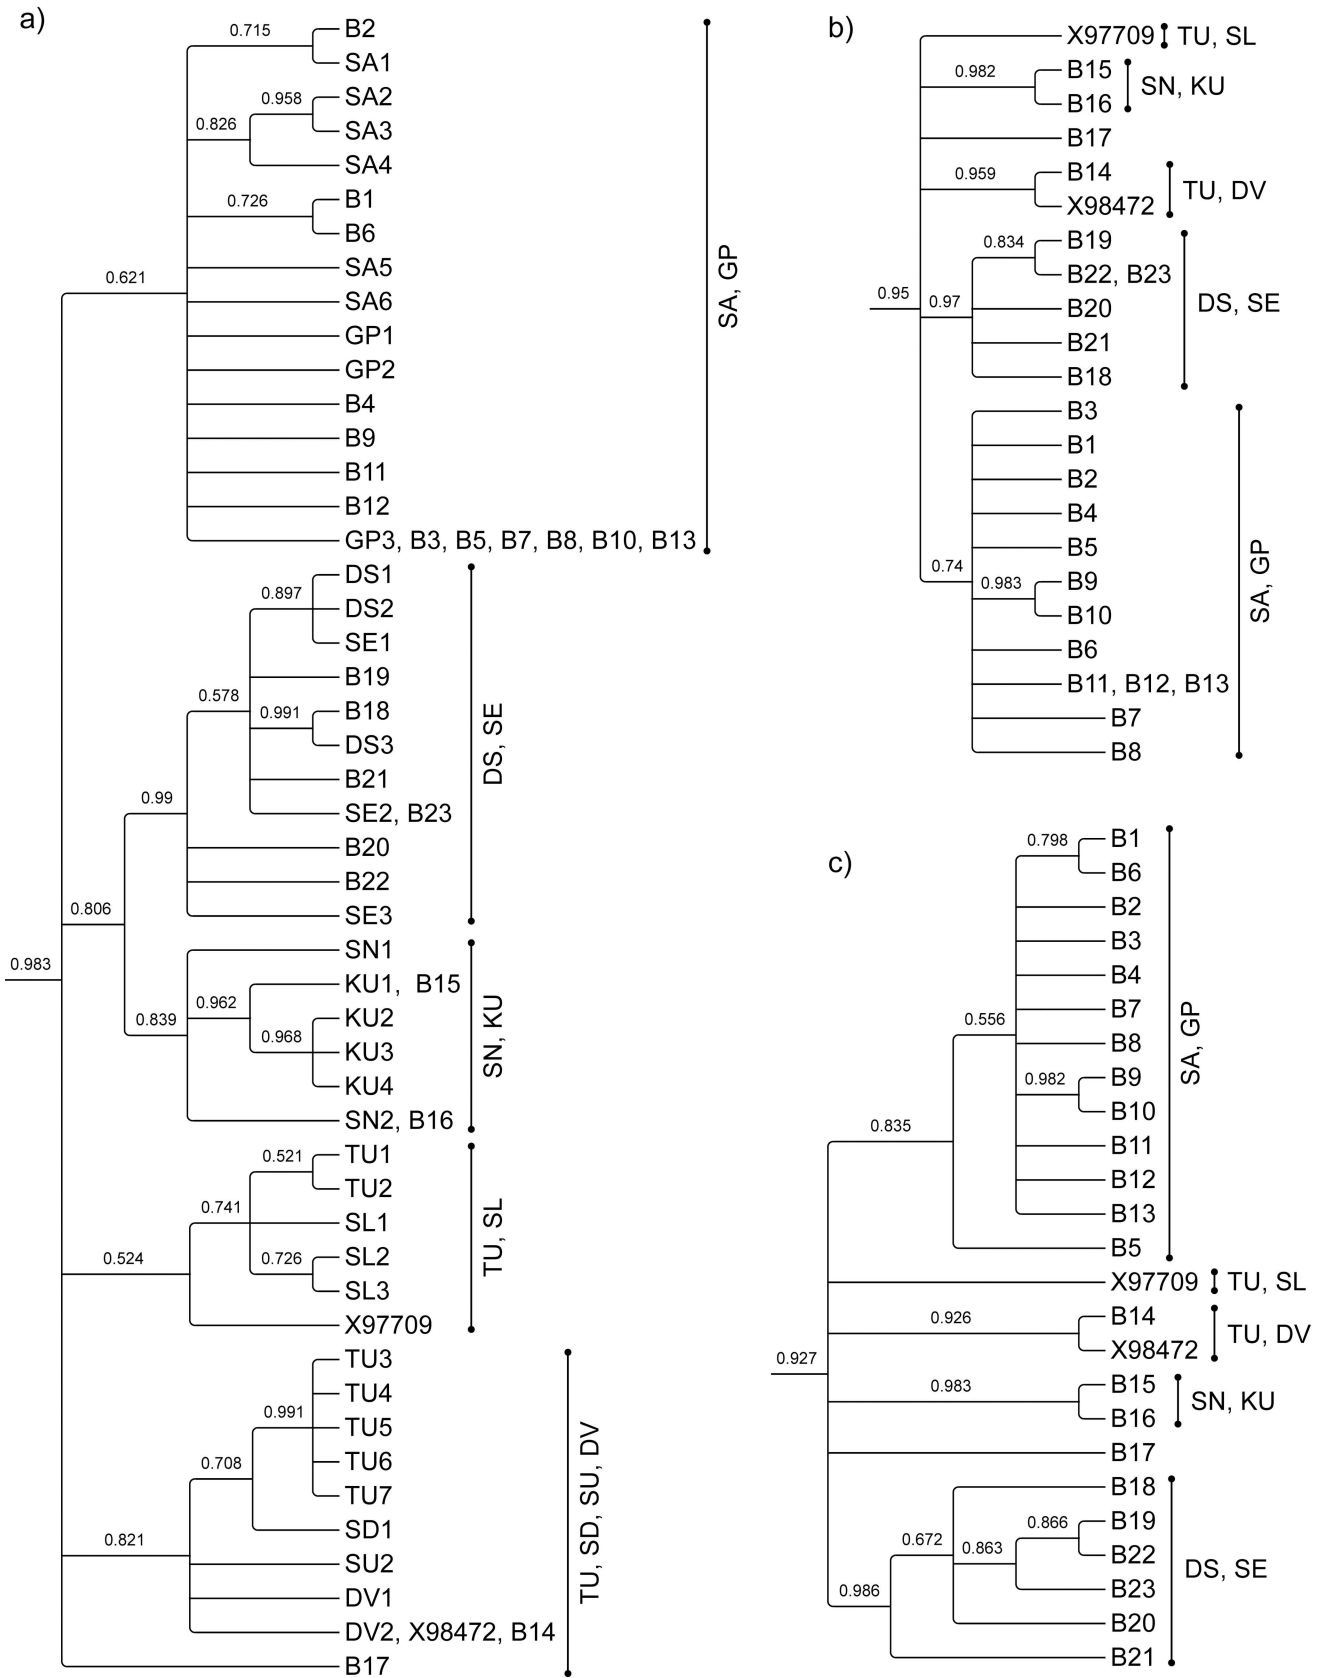 a)
0.715
B2
SA1
0.958
SA2
SA3
0.826
SA4
0.726
B1
B6
SA5
0.621
SA6
GP1
GP2
B4
B9
B11
B12
GP3, B3, B5, B7, B8, B10, B13
SA, GP
DS1
0.897
DS2
SE1
B19
0.578
B18
0.991
DS3
B21
SE2, B23
0.99
B20
B22
SE3
DS, SE
0.806
0.983
SN1
KU1, B15
0.962
KU2
0.839
0.968
KU3
KU4
SN2, B16
SN, KU
TU1
0.521
TU2
0.741
SL1
0.726
SL2
SL3
0.524
X97709
TU, SL
TU3
TU4
0.991
TU5
TU6
0.708
TU7
SD1
0.821
SU2
DV1
DV2, X98472, B14
B17
TU, SD, SU, DV
b)
X97709
TU, SL
0.982
B15
B16
SN, KU
B17
0.959
B14
X98472
TU, DV
0.834
B19
B22, B23
0.95
0.97
B20
B21
B18
DS, SE
B3
B1
B2
B4
B5
0.74
0.983
B9
B10
B6
B11, B12, B13
B7
B8
SA, GP
c)
0.798
B1
B6
B2
B3
B4
B7
0.556
B8
0.982
B9
B10
B11
0.835
B12
B13
B5
SA, GP
X97709
TU, SL
0.926
B14
X98472
TU, DV
0.927
0.983
B15
B16
SN, KU
B17
B18
0.866
B19
B22
0.672
0.863
B23
0.986
B20
B21
DS, SE